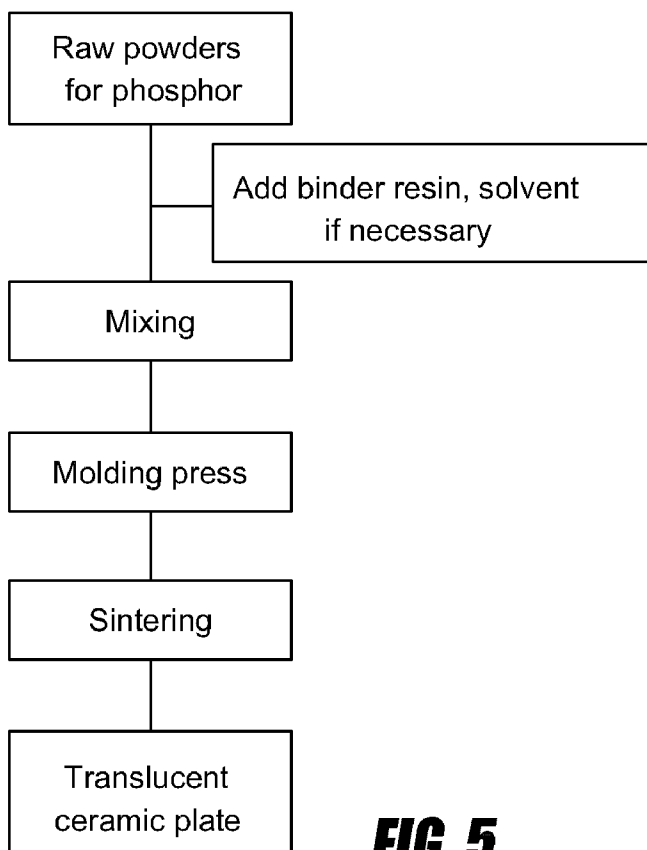 Raw powders
for phosphor
Add binder resin, solvent
if necessary
Mixing
Molding press
Sintering
Translucent
ceramic plate
FIG. 5